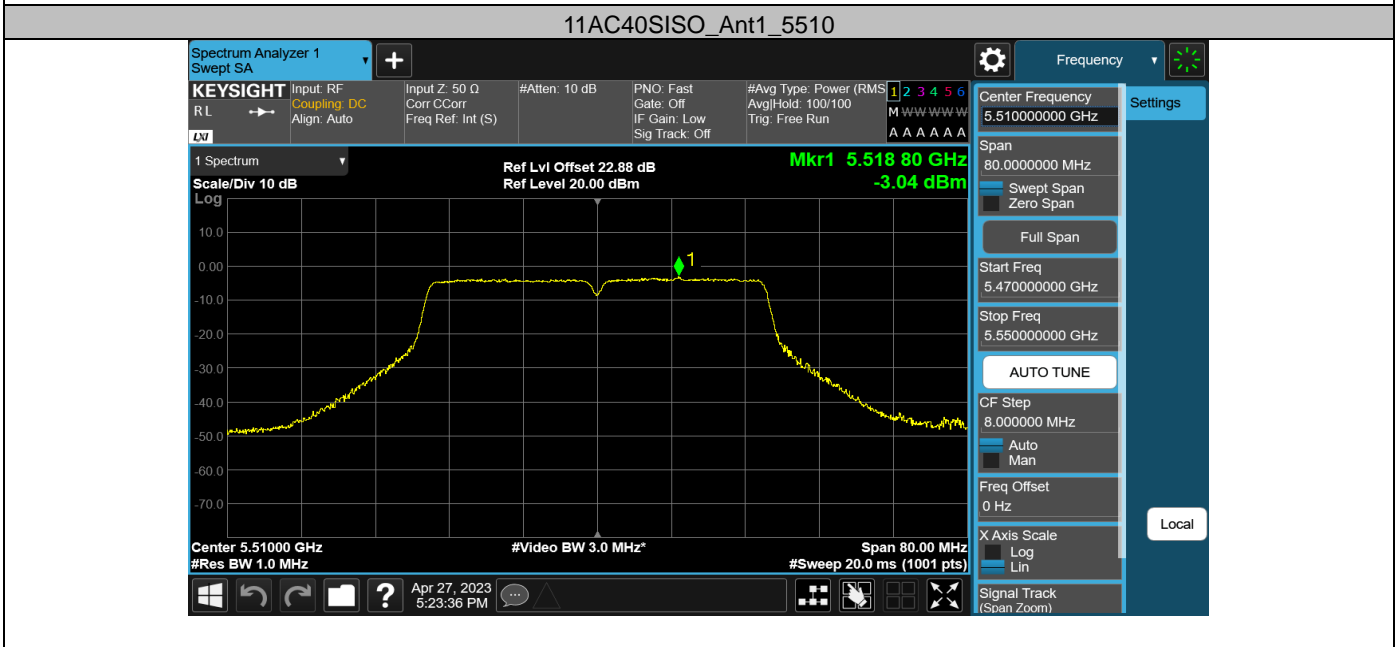 11AC40SISO_Ant1_5510
Spectrum Analyzer 1
Swept SA
Frequency
KEYSIGHT
R L
LXI
Input: RF
Coupling: DC
Align: Auto
Input Z: 50 Ω
Corr CCorr
Freq Ref: Int (S)
#Atten: 10 dB
PNO: Fast
Gate: Off
IF Gain: Low
Sig Track: Off
#Avg Type: Power (RMS
Avg|Hold: 100/100
Trig: Free Run
1 2 3 4 5 6
M W W W W W
A A A A A A
1 Spectrum
Scale/Div 10 dB
Ref Lvl Offset 22.88 dB
Ref Level 20.00 dBm
Mkr1 5.518 80 GHz
-3.04 dBm
Log
10.0
0.00
-10.0
-20.0
-30.0
-40.0
-50.0
-60.0
-70.0
1
Center 5.51000 GHz
#Res BW 1.0 MHz
#Video BW 3.0 MHz*
Span 80.00 MHz
#Sweep 20.0 ms (1001 pts)
?
Apr 27, 2023
5:23:36 PM
Center Frequency
5.510000000 GHz
Span
80.0000000 MHz
Swept Span
Zero Span
Full Span
Start Freq
5.470000000 GHz
Stop Freq
5.550000000 GHz
AUTO TUNE
CF Step
8.000000 MHz
Auto
Man
Freq Offset
0 Hz
X Axis Scale
Log
Lin
Signal Track
(Span Zoom)
Settings
Local